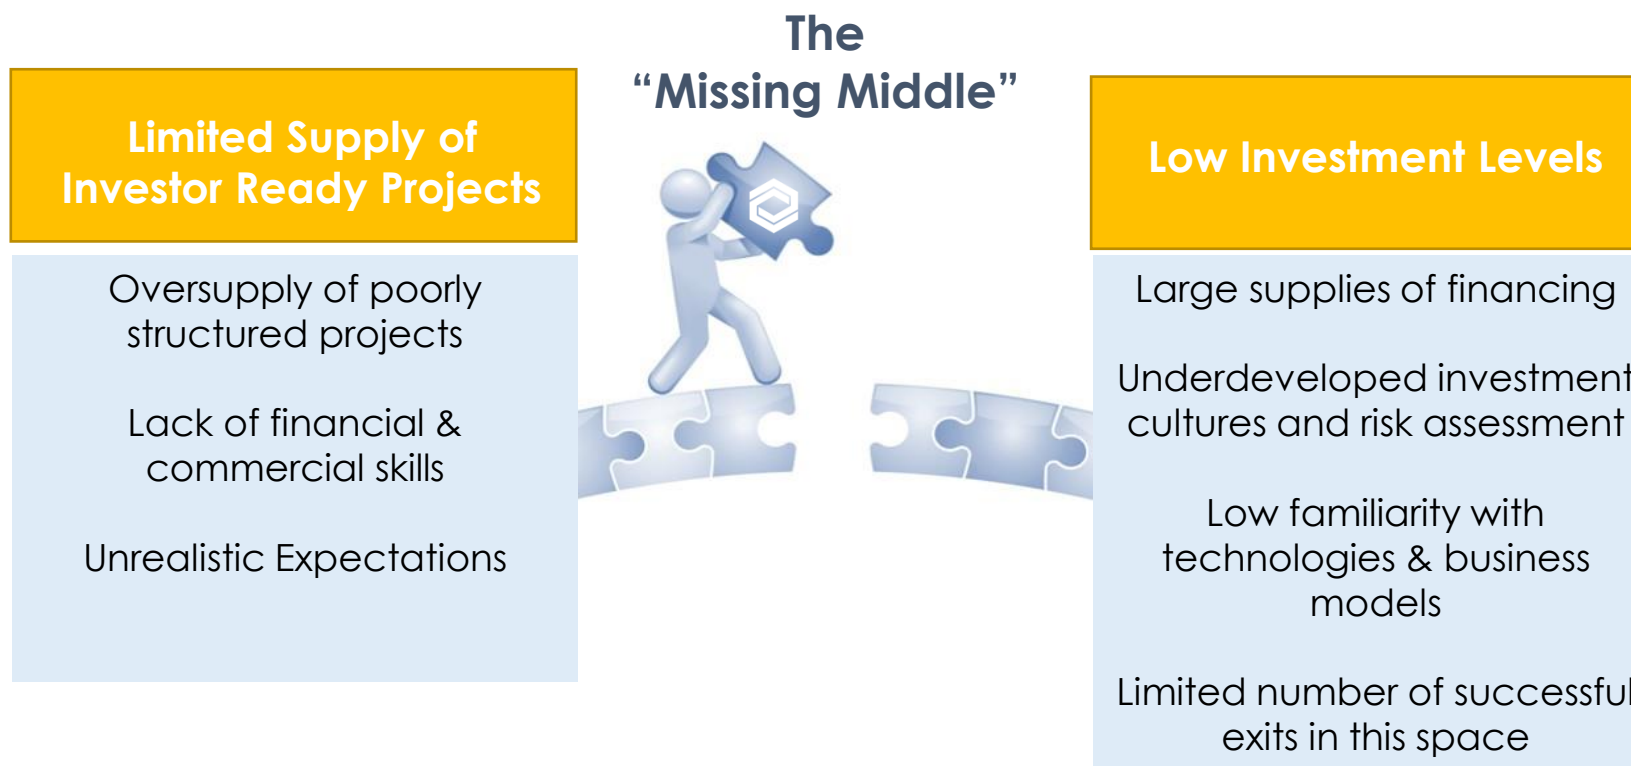 The
“Missing Middle”
Limited Supply of
Investor Ready Projects
Oversupply of poorly
structured projects
Lack of financial &
commercial skills
Unrealistic Expectations
Low Investment Levels
Large supplies of financing
Underdeveloped investment
cultures and risk assessment
Low familiarity with
technologies & business
models
Limited number of successful
exits in this space